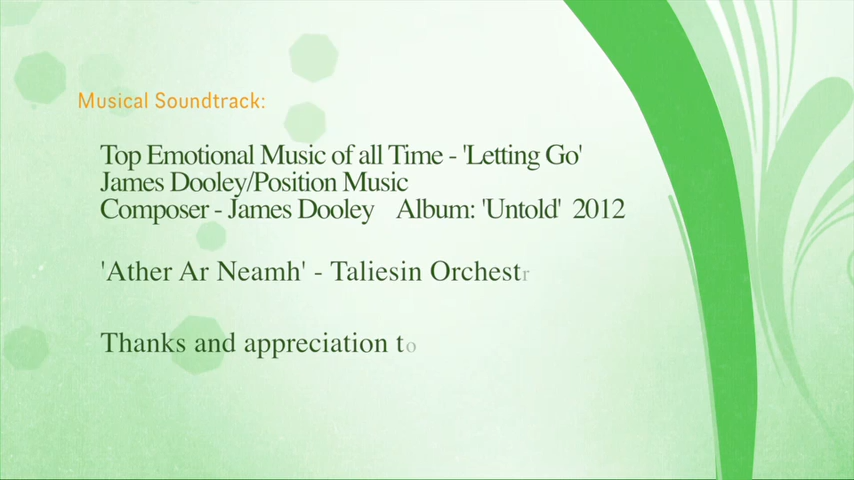 Musical Soundtrack:
Top Emotional Music of all Time - 'Letting Go'
James Dooley/Position Music
Composer - James Dooley Album: 'Untold' 2012
'Ather Ar Neamh' - Taliesin Orchestr
Thanks and appreciation to